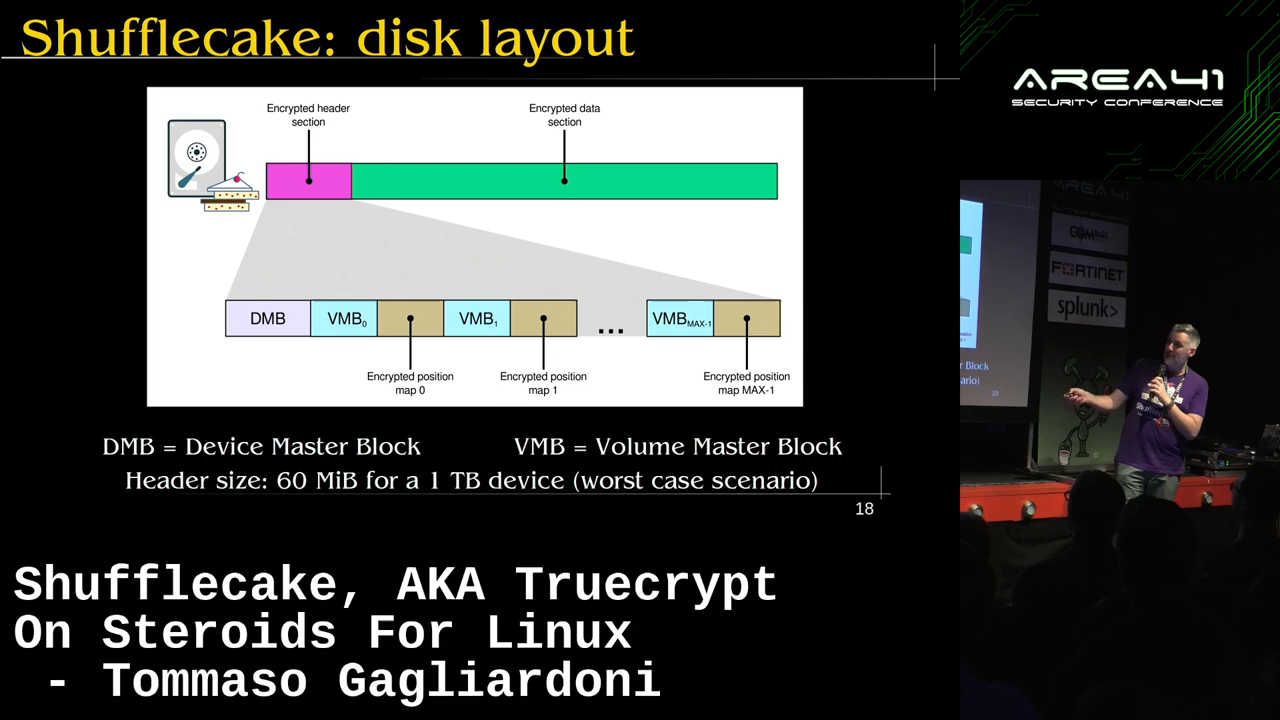 Shufflecake: disk layout
Encrypted header
section
Encrypted data
section
DMB
VMB0
VMB1
...
VMBMAX-1
Encrypted position
map 0
Encrypted position
map 1
Encrypted position
map MAX-1
DMB = Device Master Block
VMB = Volume Master Block
Header size: 60 MiB for a 1 TB device (worst case scenario)
18
Shufflecake, AKA Truecrypt
On Steroids For Linux
- Tommaso Gagliardoni
AREA41
SECURITY CONFERENCE
FORTINET
splunk>
Block
ario)
18